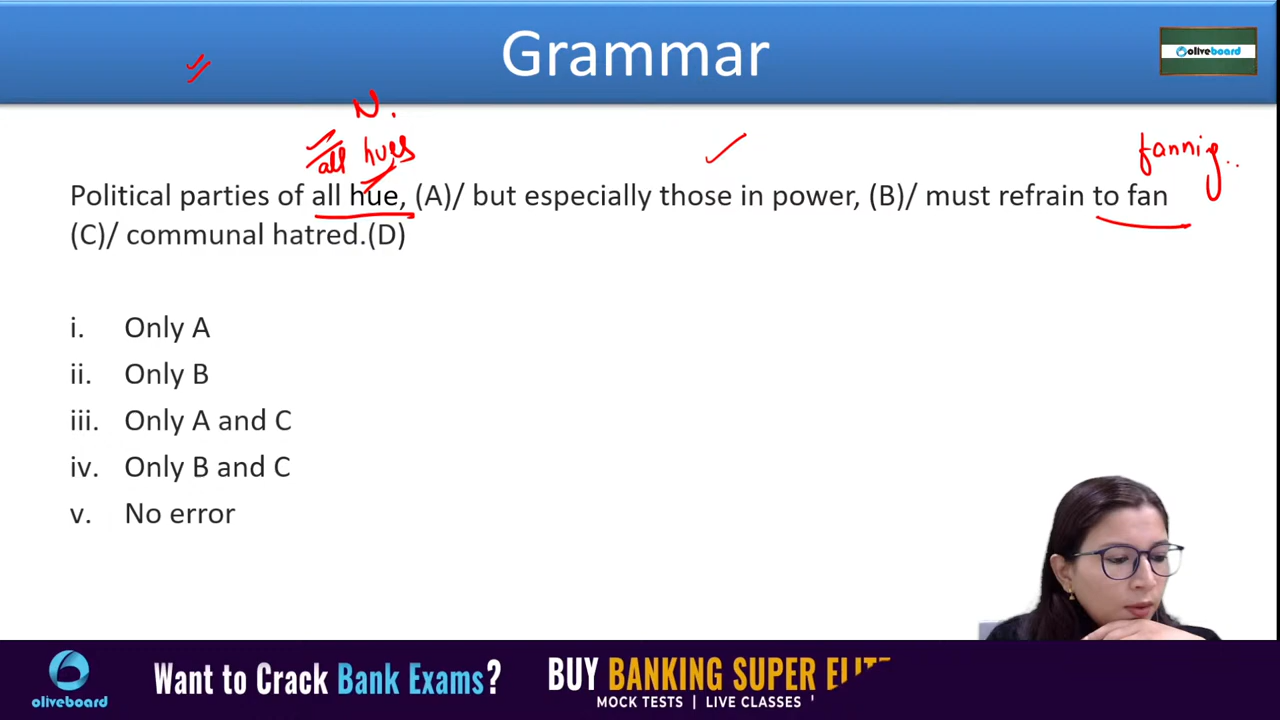 Grammar
oliveboard
N.
all hues
fannig..
Political parties of all hue, (A)/ but especially those in power, (B)/ must refrain to fan
(C)/ communal hatred.(D)
i. Only A
ii. Only B
iii. Only A and C
iv. Only B and C
v. No error
oliveboard
Want to Crack Bank Exams?
BUY BANKING SUPER ELITE
MOCK TESTS | LIVE CLASSES